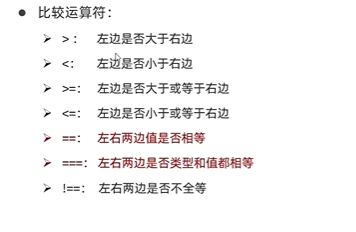 ● 比较运算符：
➢ >： 左边是否大于右边
➢ <： 左边是否小于右边
➢ >=： 左边是否大于或等于右边
➢ <=： 左边是否小于或等于右边
➢ ==： 左右两边值是否相等
➢ ===： 左右两边是否类型和值都相等
➢ !==： 左右两边是否不全等